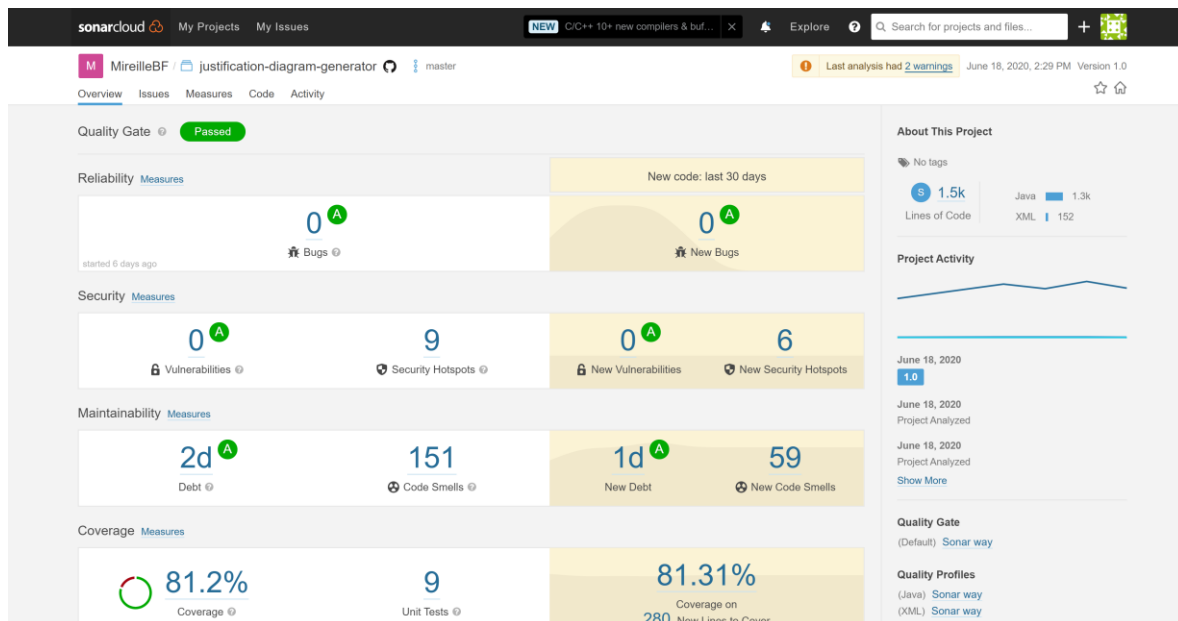 sonarcloud My Projects My Issues NEW C/C++ 10+ new compilers & buf... × Explore ? Search for projects and files... +
M MireilleBF / justification-diagram-generator master Last analysis had 2 warnings June 18, 2020, 2:29 PM Version 1.0
Overview Issues Measures Code Activity
Quality Gate ? Passed
Reliability Measures
New code: last 30 days
0 A
Bugs ?
started 6 days ago
0 A
New Bugs
Security Measures
0 A
Vulnerabilities ?
9
Security Hotspots ?
0 A
New Vulnerabilities
6
New Security Hotspots
Maintainability Measures
2d A
Debt ?
151
Code Smells ?
1d A
New Debt
59
New Code Smells
Coverage Measures
81.2%
Coverage ?
9
Unit Tests ?
81.31%
Coverage on
280 New Lines to Cover
About This Project
No tags
S 1.5k
Lines of Code
Java 1.3k
XML 152
Project Activity
June 18, 2020
1.0
June 18, 2020
Project Analyzed
June 18, 2020
Project Analyzed
Show More
Quality Gate
(Default) Sonar way
Quality Profiles
(Java) Sonar way
(XML) Sonar way